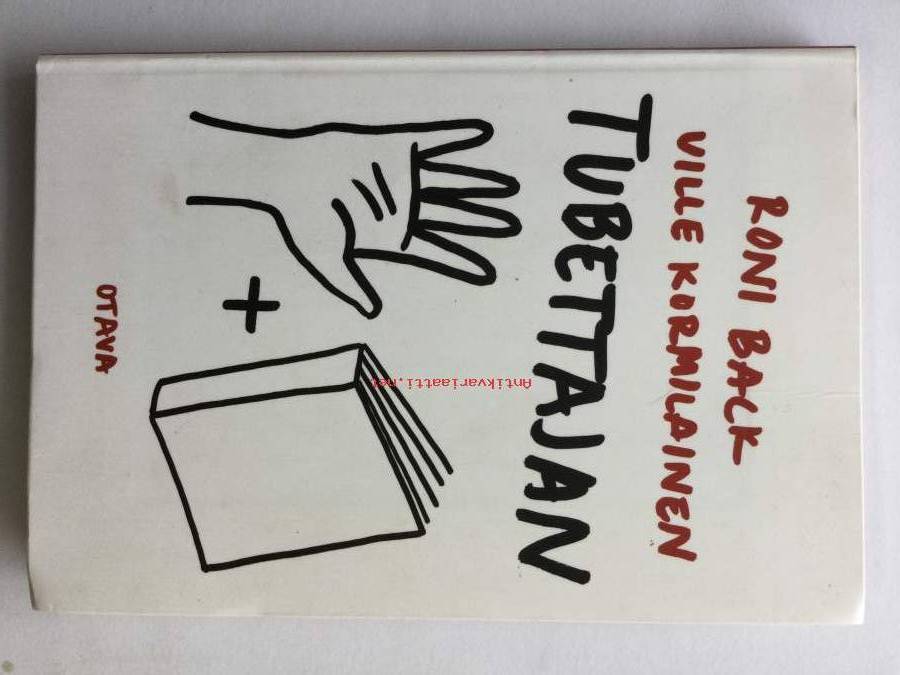 RONI BACK
VILLE KORMILAINEN
TUBETTAJAN
+
OTAVA
Antikvariaatti.net